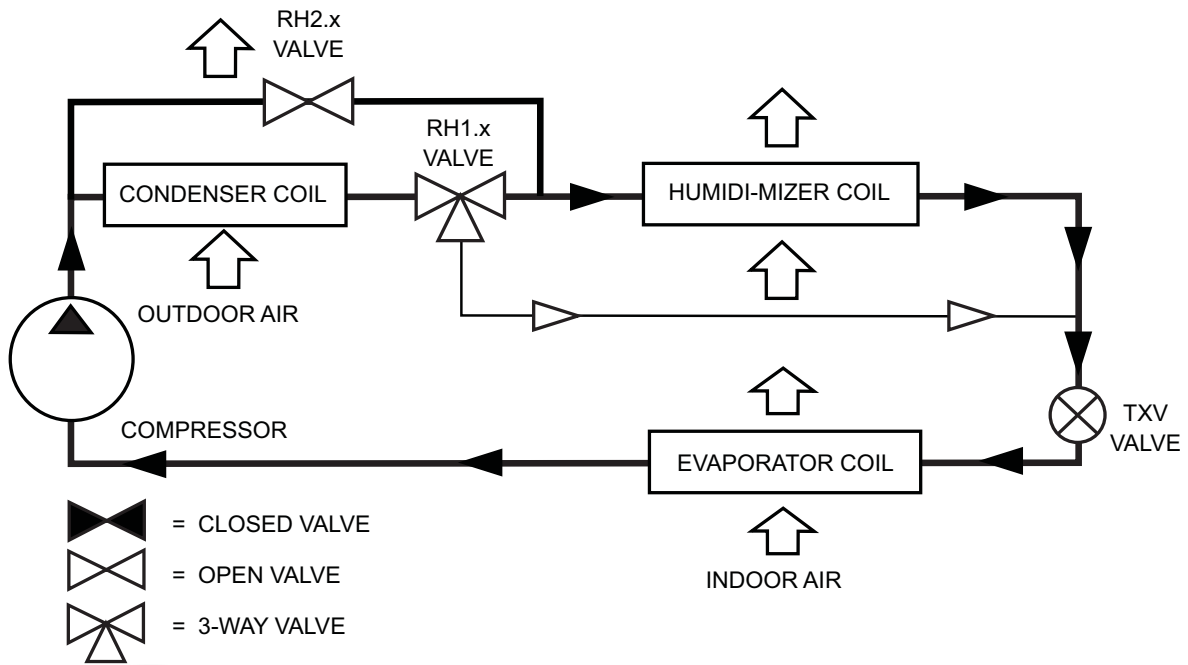 RH2.x
VALVE
RH1.x
VALVE
CONDENSER COIL
HUMIDI-MIZER COIL
OUTDOOR AIR
COMPRESSOR
TXV
VALVE
EVAPORATOR COIL
= CLOSED VALVE
= OPEN VALVE
INDOOR AIR
= 3-WAY VALVE